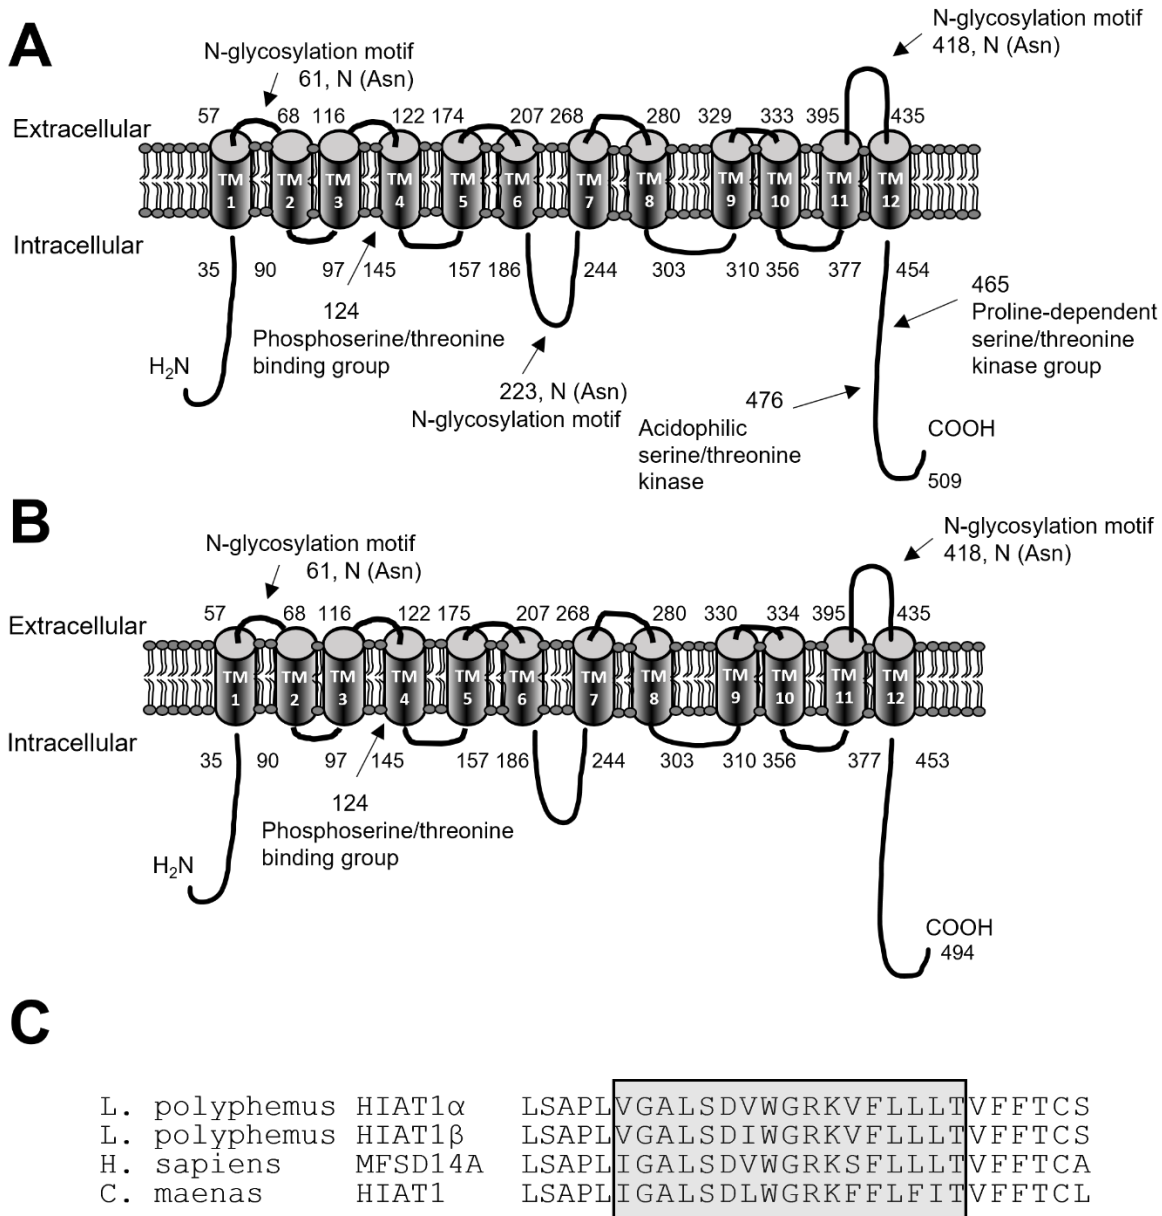 A
N-glycosylation motif
61, N (Asn)
N-glycosylation motif
418, N (Asn)
57 68 116 122 174 207 268 280 329 333 395 435
Extracellular
TM 1 TM 2 TM 3 TM 4 TM 5 TM 6 TM 7 TM 8 TM 9 TM 10 TM 11 TM 12
Intracellular
35 90 97 145 157 186 244 303 310 356 377 454
124
Phosphoserine/threonine
binding group
465
Proline-dependent
serine/threonine
kinase group
H₂N
223, N (Asn)
N-glycosylation motif
476
Acidophilic
serine/threonine
kinase
COOH
509
B
N-glycosylation motif
61, N (Asn)
N-glycosylation motif
418, N (Asn)
57 68 116 122 175 207 268 280 330 334 395 435
Extracellular
TM 1 TM 2 TM 3 TM 4 TM 5 TM 6 TM 7 TM 8 TM 9 TM 10 TM 11 TM 12
Intracellular
35 90 97 145 157 186 244 303 310 356 377 453
124
Phosphoserine/threonine
binding group
H₂N
COOH
494
C
L. polyphemus HIAT1α LSAPLVGALSDVWGRKVFLLLTVFFTCS
L. polyphemus HIAT1β LSAPLVGALSDIWGRKVFLLLTVFFTCS
H. sapiens MFSD14A LSAPLIGALSDVWGRKSFLLLTVFFTCA
C. maenas HIAT1 LSAPLIGALSDLWGRKFFLFITVFFTCL